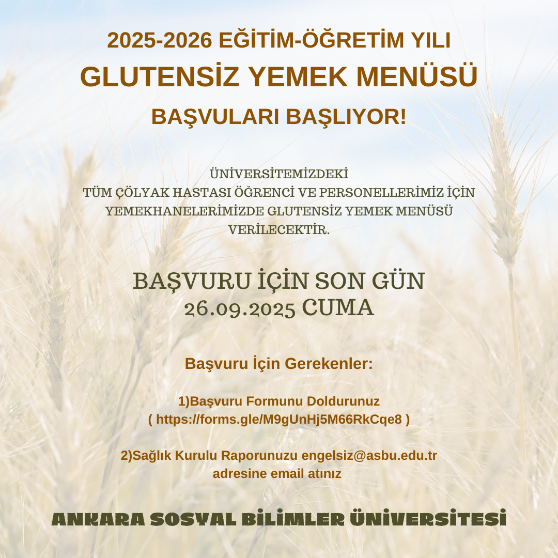 2025-2026 EĞİTİM-ÖĞRETİM YILI
GLUTENSİZ YEMEK MENÜSÜ
BAŞVULARI BAŞLIYOR!
ÜNİVERSİTEMİZDEKİ
TÜM ÇÖLYAK HASTASI ÖĞRENCİ VE PERSONELLERİMİZ İÇİN
YEMEKHANELERİMİZDE GLUTENSİZ YEMEK MENÜSÜ
VERİLECEKTİR.
BAŞVURU İÇİN SON GÜN
26.09.2025 CUMA
Başvuru İçin Gerekenler:
1)Başvuru Formunu Doldurunuz
( https://forms.gle/M9gUnHj5M66RkCqe8 )
2)Sağlık Kurulu Raporunuzu engelsiz@asbu.edu.tr
adresine email atınız
ANKARA SOSYAL BİLİMLER ÜNİVERSİTESİ